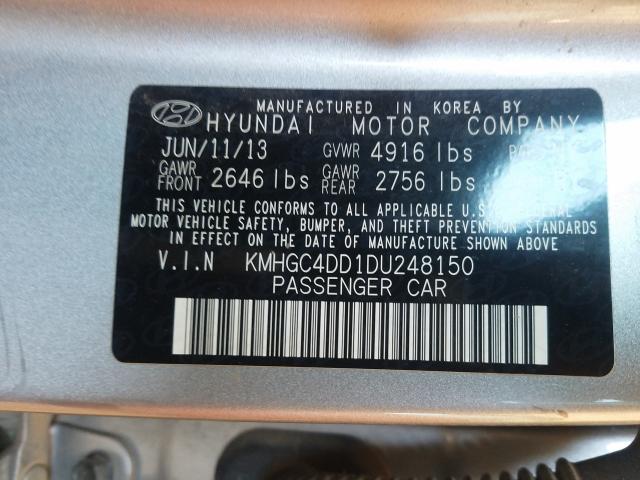 MANUFACTURED IN KOREA BY
HYUNDAI MOTOR COMPANY
JUN/11/13 GVWR 4916 lbs
GAWR FRONT 2646 lbs GAWR REAR 2756 lbs
THIS VEHICLE CONFORMS TO ALL APPLICABLE U.S. FEDERAL
MOTOR VEHICLE SAFETY, BUMPER, AND THEFT PREVENTION STANDARDS
IN EFFECT ON THE DATE OF MANUFACTURE SHOWN ABOVE
V.I.N KMHGC4DD1DU248150
PASSENGER CAR